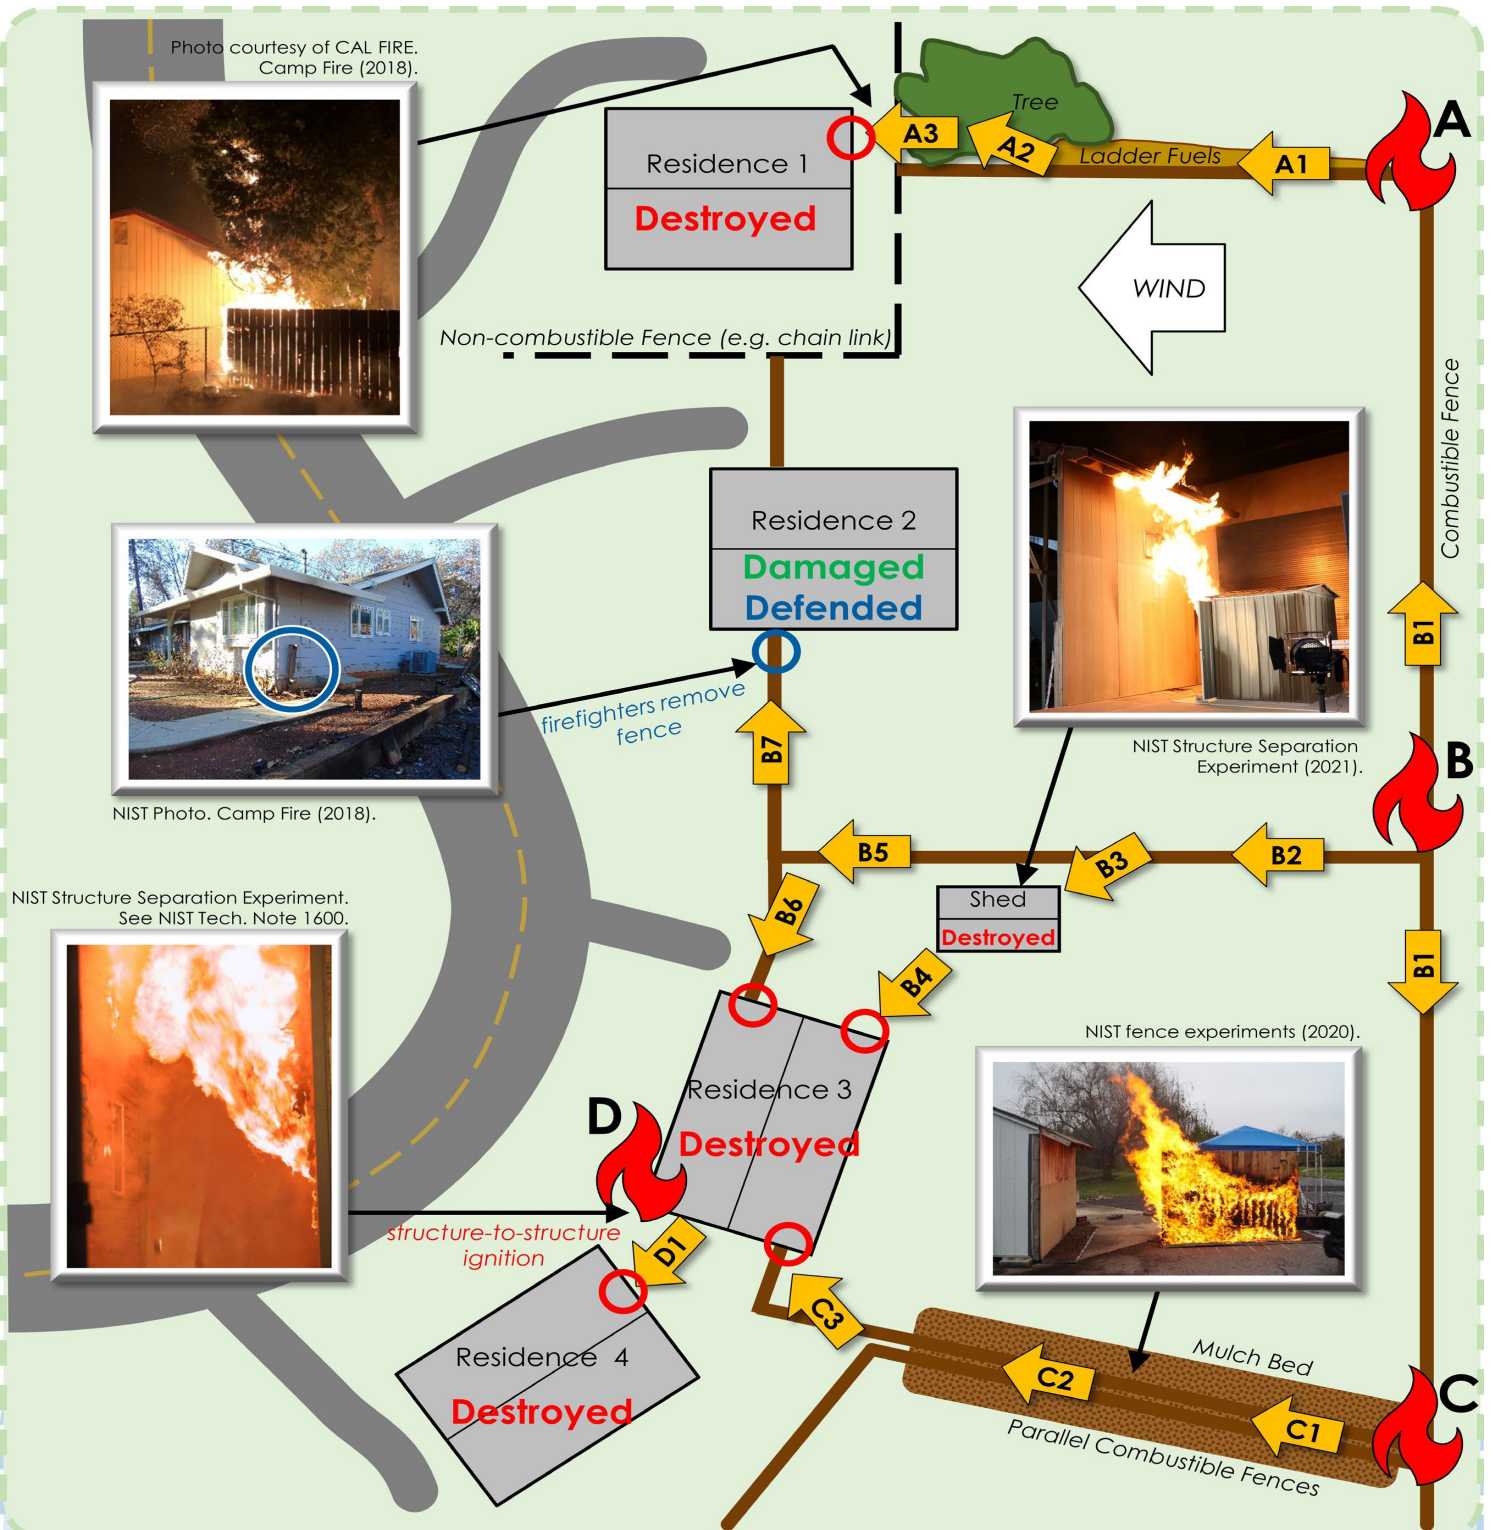 Photo courtesy of CAL FIRE.
Camp Fire (2018).
Tree
A
A3
A2
Ladder Fuels
A1
Residence 1
Destroyed
WIND
Non-combustible Fence (e.g. chain link)
Combustible Fence
Residence 2
Damaged
Defended
B1
firefighters remove
fence
B7
NIST Structure Separation
Experiment (2021).
B
NIST Photo. Camp Fire (2018).
B5
B3
B2
NIST Structure Separation Experiment.
See NIST Tech. Note 1600.
B6
Shed
Destroyed
B4
B1
NIST fence experiments (2020).
Residence 3
D
Destroyed
structure-to-structure
ignition
D1
C3
Mulch Bed
Residence 4
C2
C
Destroyed
C1
Parallel Combustible Fences